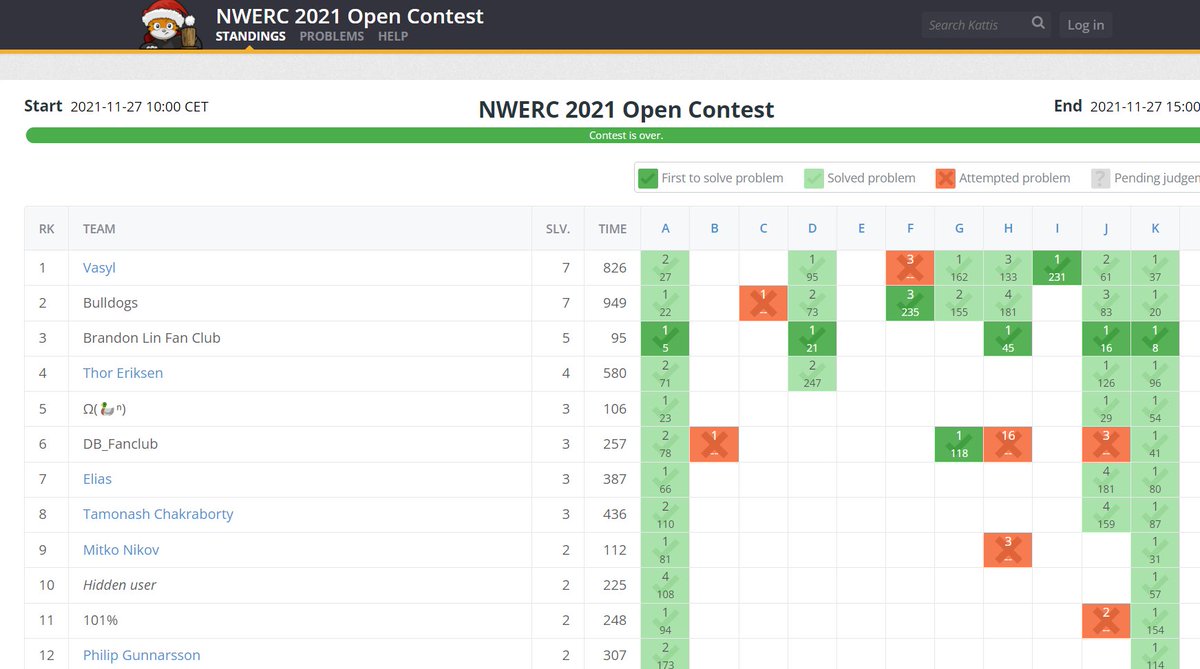 NWERC 2021 Open Contest
STANDINGS PROBLEMS HELP
Search Kattis
Log in
Start 2021-11-27 10:00 CET
NWERC 2021 Open Contest
End 2021-11-27 15:00
Contest is over.
First to solve problem Solved problem Attempted problem ? Pending judgem
RK TEAM SLV. TIME A B C D E F G H I J K
1 Vasyl 7 826 2 1 3 1 3 1 2 1
27 95 -- 162 133 231 61 37
2 Bulldogs 7 949 1 1 2 3 2 4 3 1
22 -- 73 235 155 181 83 20
3 Brandon Lin Fan Club 5 95 1 1 1 1 1
5 21 45 16 8
4 Thor Eriksen 4 580 2 2 1 1
71 247 126 96
5 Ω(🦆ⁿ) 3 106 1 1 1
23 29 54
6 DB_Fanclub 3 257 2 1 1 16 3 1
78 -- 118 -- -- 41
7 Elias 3 387 1 4 1
66 181 80
8 Tamonash Chakraborty 3 436 2 4 1
110 159 87
9 Mitko Nikov 2 112 1 3 1
81 -- 31
10 Hidden user 2 225 4 1
108 57
11 101% 2 248 1 2 1
94 -- 154
12 Philip Gunnarsson 2 307 2 1
173 114